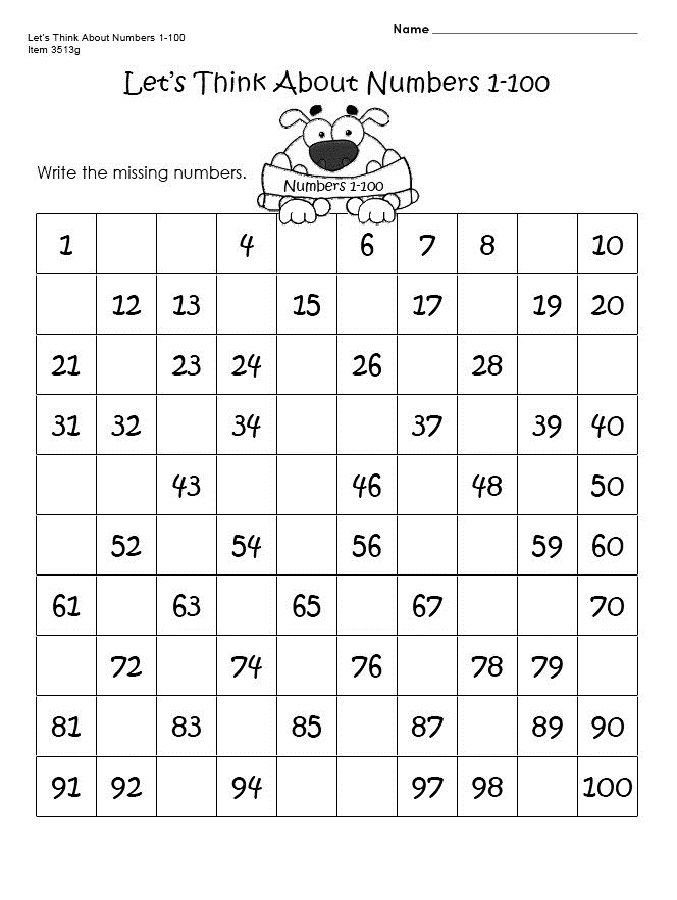 Let's Think About Numbers 1-100
Item 3513g
Name
Let's Think About Numbers 1-100
Write the missing numbers.
Numbers 1-100
1 4 6 7 8 10
12 13 15 17 19 20
21 23 24 26 28
31 32 34 37 39 40
43 46 48 50
52 54 56 59 60
61 63 65 67 70
72 74 76 78 79
81 83 85 87 89 90
91 92 94 97 98 100